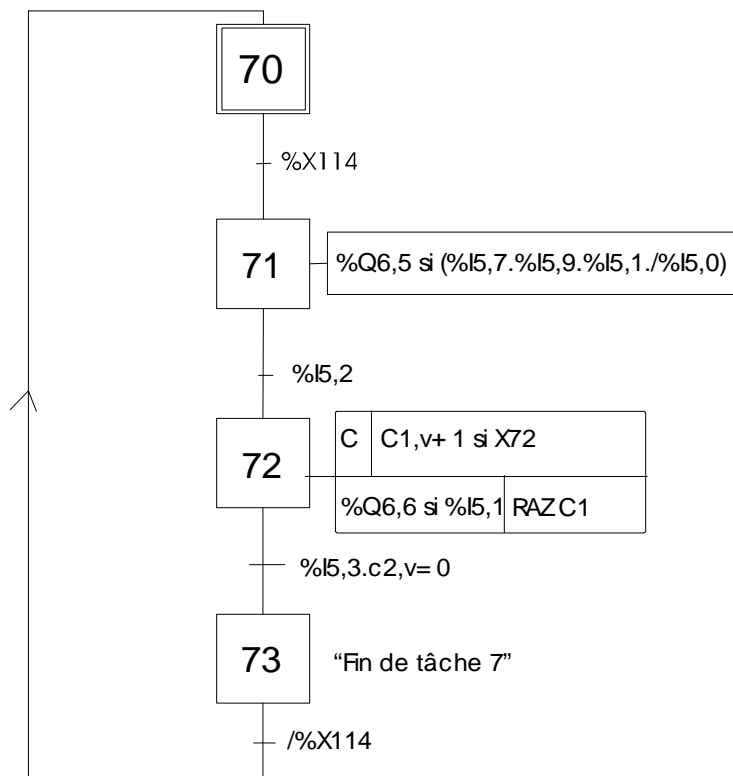 70
%X114
71
%Q6,5 si (%I5,7.%I5,9.%I5,1./%I5,0)
%I5,2
72
C C1,v+ 1 si X72
%Q6,6 si %I5,1 RAZ C1
%I5,3.c2,v= 0
73
“Fin de tâche 7”
/%X114